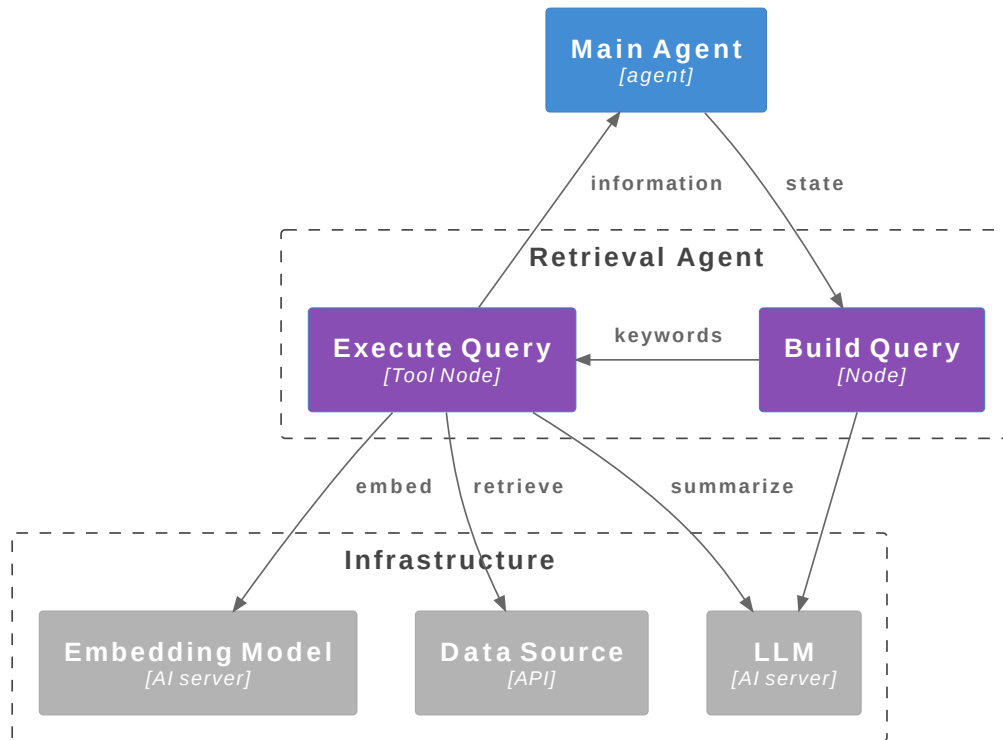 Main Agent
[agent]
information
state
Retrieval Agent
Execute Query
[Tool Node]
keywords
Build Query
[Node]
embed
retrieve
summarize
Infrastructure
Embedding Model
[AI server]
Data Source
[API]
LLM
[AI server]